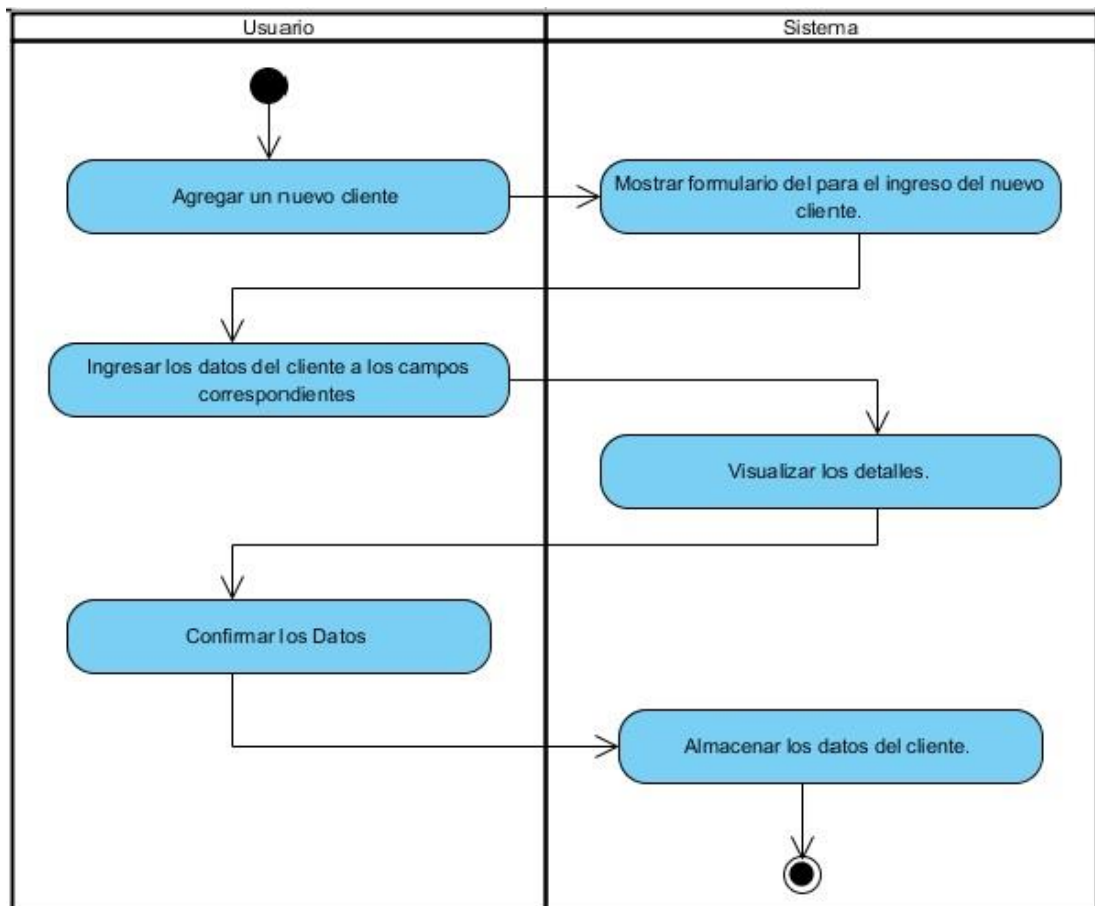 Usuario
Sistema
Agregar un nuevo cliente
Mostrar formulario del para el ingreso del nuevo
cliente.
Ingresar los datos del cliente a los campos
correspondientes
Visualizar los detalles.
Confirmar los Datos
Almacenar los datos del cliente.